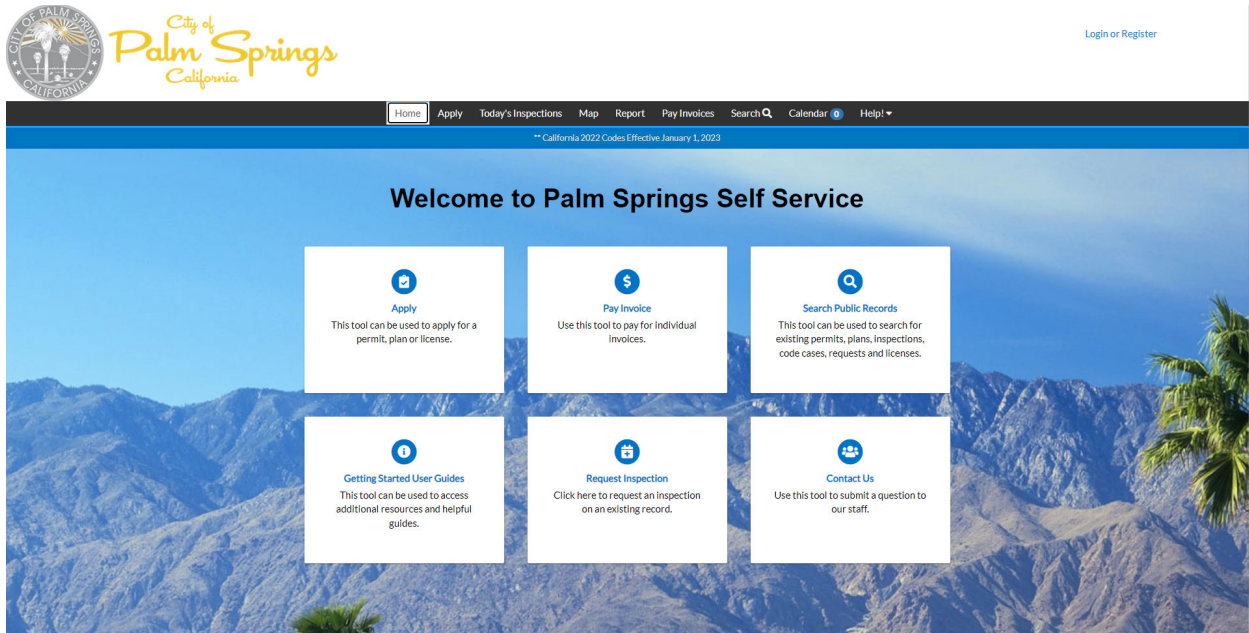 CITY OF PALM SPRINGS
CALIFORNIA
City of
Palm Springs
California
Login or Register
Home Apply Today's Inspections Map Report Pay Invoices Search Calendar 0 Help!
** California 2022 Codes Effective January 1, 2023
Welcome to Palm Springs Self Service
Apply
This tool can be used to apply for a
permit, plan or license.
Pay Invoice
Use this tool to pay for individual
invoices.
Search Public Records
This tool can be used to search for
existing permits, plans, inspections,
code cases, requests and licenses.
Getting Started User Guides
This tool can be used to access
additional resources and helpful
guides.
Request Inspection
Click here to request an inspection
on an existing record.
Contact Us
Use this tool to submit a question to
our staff.